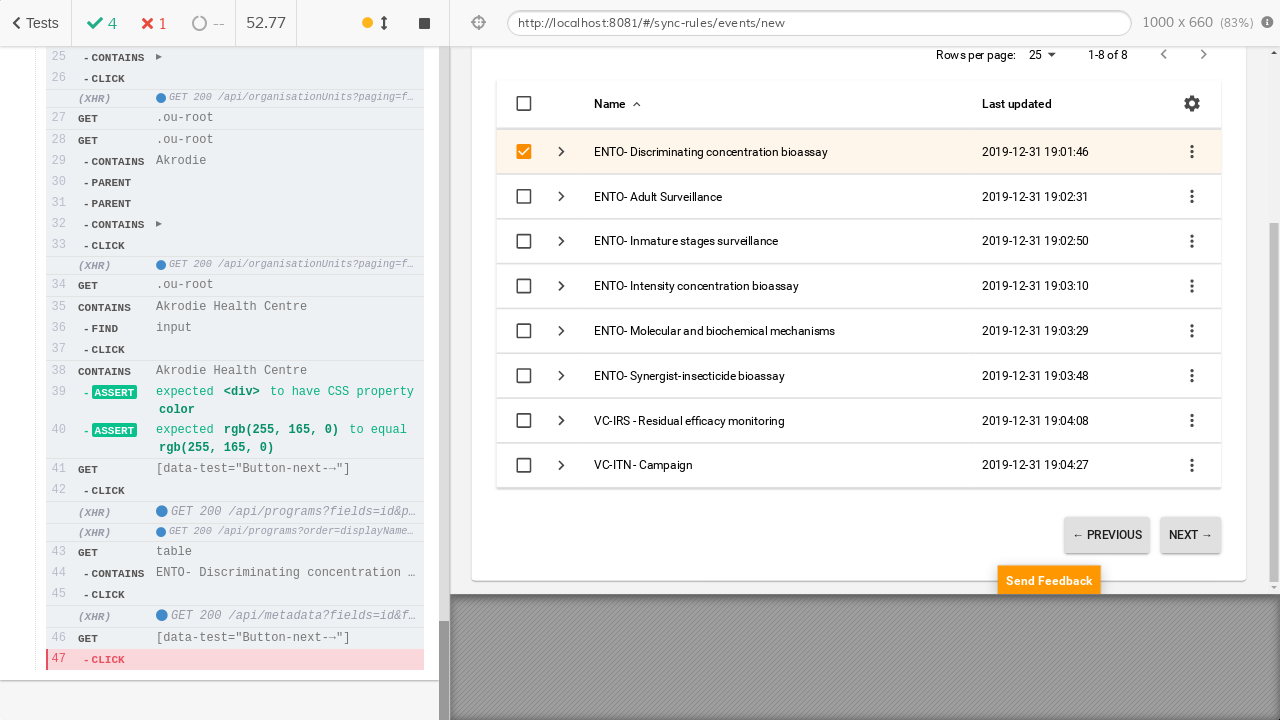 Tests
4
1
--
52.77
25 -CONTAINS ▸
26 -CLICK
(XHR) GET 200 /api/organisationUnits?paging=f…
27 GET .ou-root
28 GET .ou-root
29 -CONTAINS Akrodie
30 -PARENT
31 -PARENT
32 -CONTAINS ▸
33 -CLICK
(XHR) GET 200 /api/organisationUnits?paging=f…
34 GET .ou-root
35 CONTAINS Akrodie Health Centre
36 -FIND input
37 -CLICK
38 CONTAINS Akrodie Health Centre
39 -ASSERT expected <div> to have CSS property
color
40 -ASSERT expected rgb(255, 165, 0) to equal
rgb(255, 165, 0)
41 GET [data-test="Button-next-→"]
42 -CLICK
(XHR) GET 200 /api/programs?fields=id&p…
(XHR) GET 200 /api/programs?order=displayName…
43 GET table
44 -CONTAINS ENTO- Discriminating concentration …
45 -CLICK
(XHR) GET 200 /api/metadata?fields=id&f…
46 GET [data-test="Button-next-→"]
47 -CLICK
http://localhost:8081/#/sync-rules/events/new
1000 x 660 (83%)
Rows per page: 25 1-8 of 8
Name Last updated
ENTO- Discriminating concentration bioassay 2019-12-31 19:01:46
ENTO- Adult Surveillance 2019-12-31 19:02:31
ENTO- Inmature stages surveillance 2019-12-31 19:02:50
ENTO- Intensity concentration bioassay 2019-12-31 19:03:10
ENTO- Molecular and biochemical mechanisms 2019-12-31 19:03:29
ENTO- Synergist-insecticide bioassay 2019-12-31 19:03:48
VC-IRS - Residual efficacy monitoring 2019-12-31 19:04:08
VC-ITN - Campaign 2019-12-31 19:04:27
← PREVIOUS NEXT →
Send Feedback